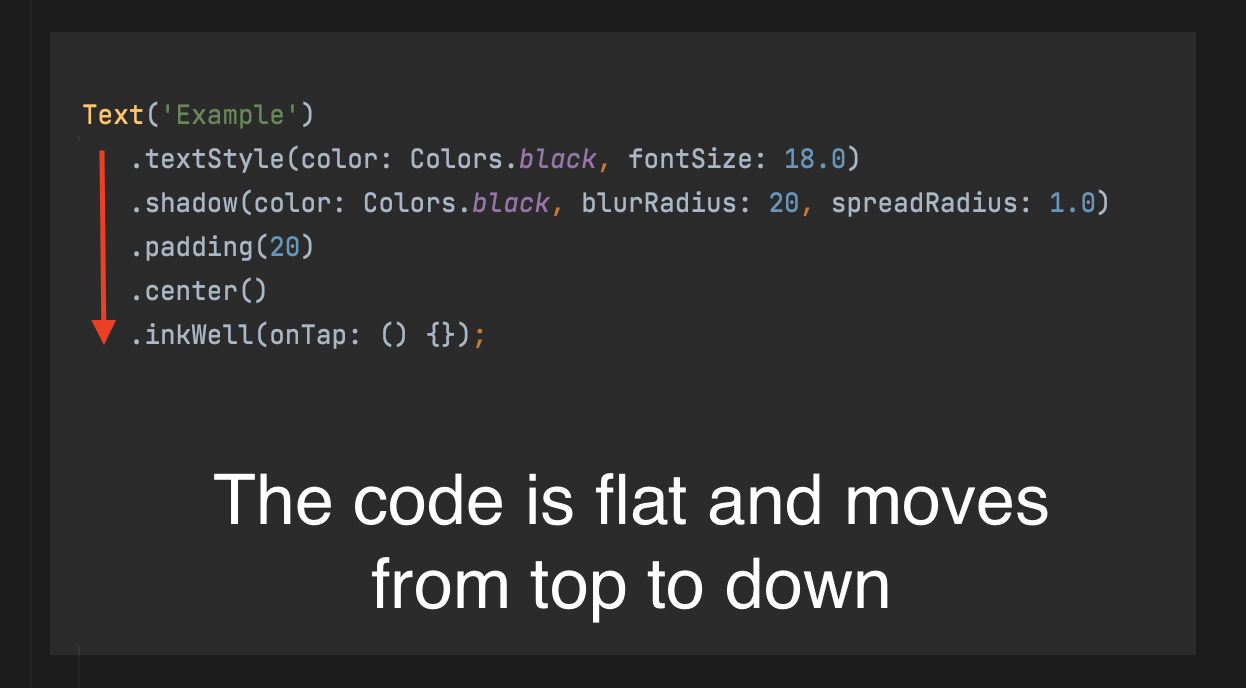 Text('Example')
.textStyle(color: Colors.black, fontSize: 18.0)
.shadow(color: Colors.black, blurRadius: 20, spreadRadius: 1.0)
.padding(20)
.center()
.inkWell(onTap: () {});
The code is flat and moves
from top to down